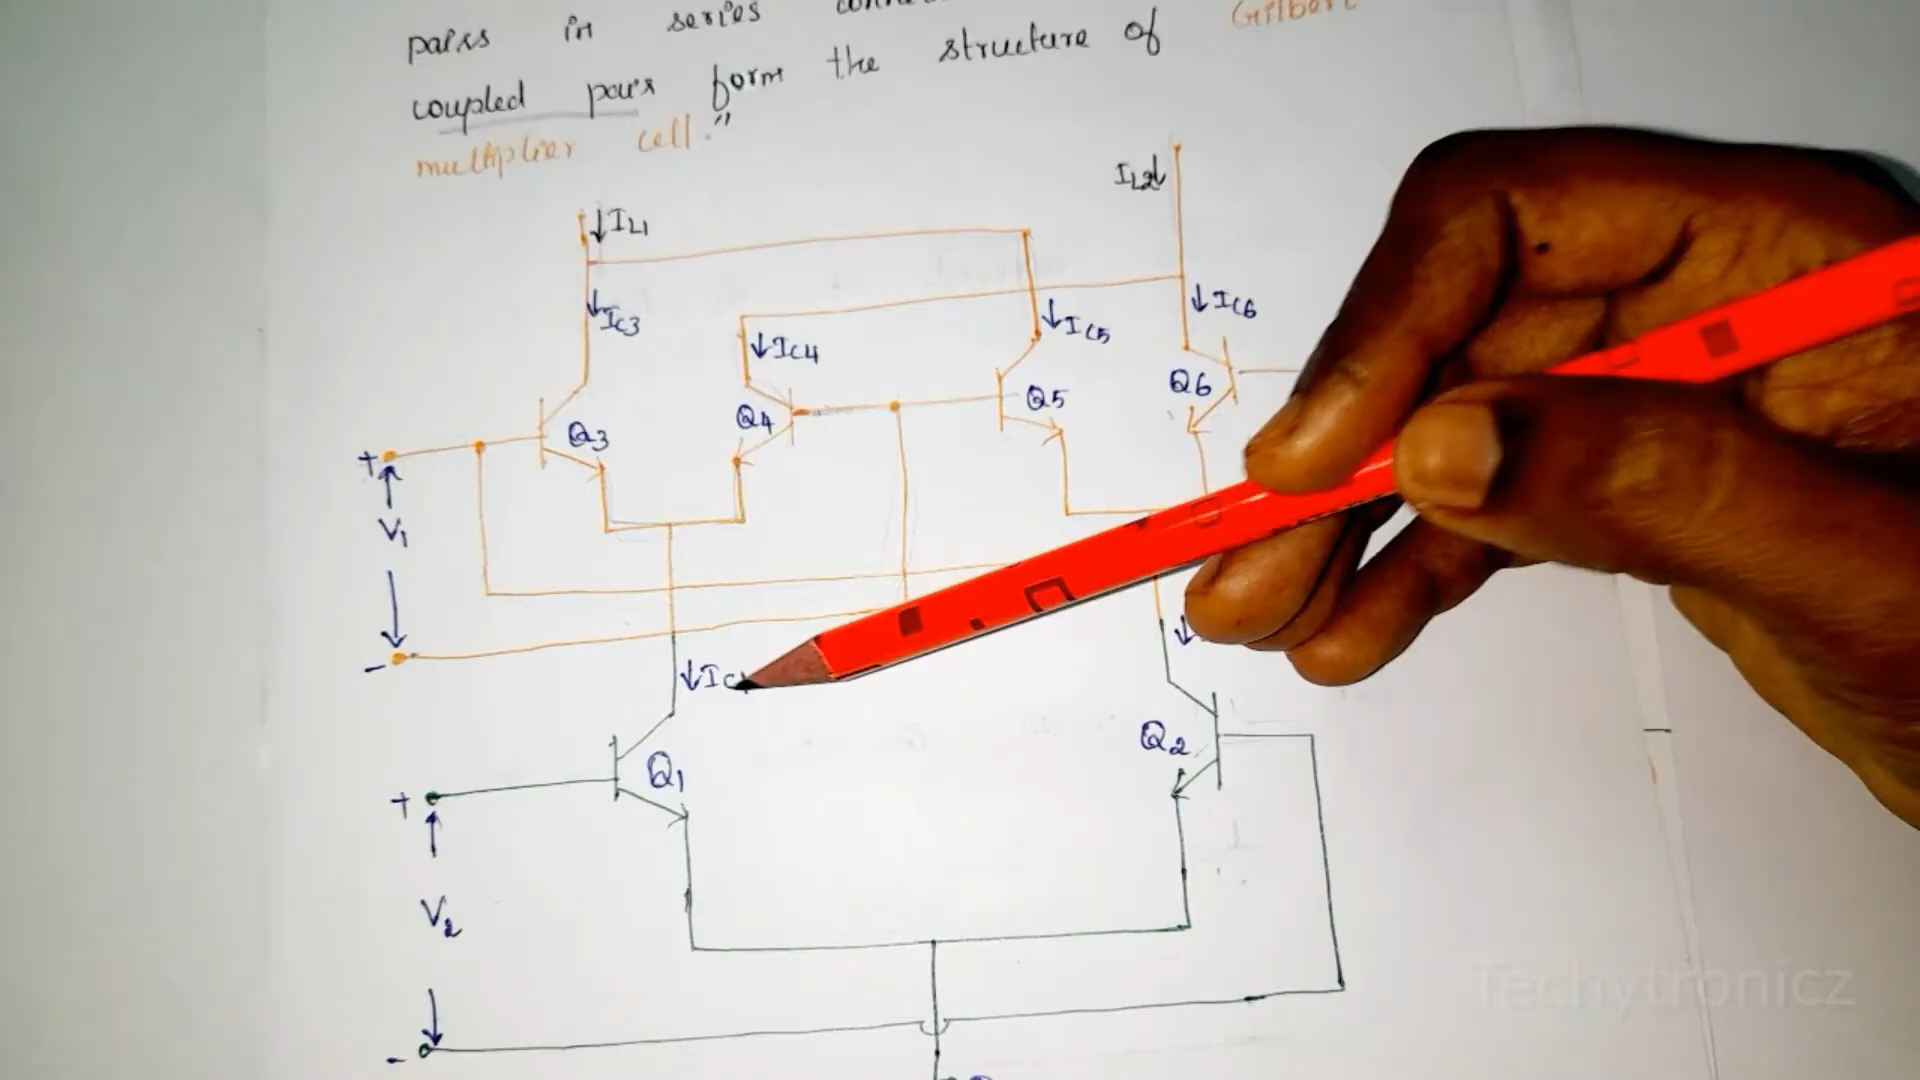 pairs in series
coupled pairs form the structure of Gilbert
multiplier cell."
IL1
IL2
IC3
IC4
IC5
IC6
Q3
Q4
Q5
Q6
+
V1
-
Q1
Q2
+
V2
-
Techytronicz